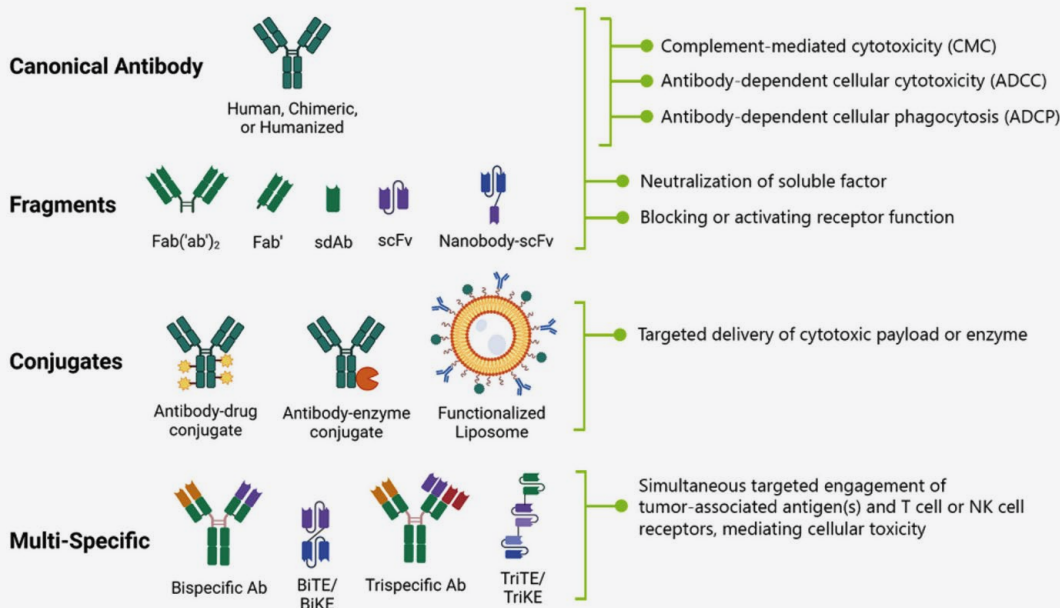 Canonical Antibody
Human, Chimeric,
or Humanized
Complement-mediated cytotoxicity (CMC)
Antibody-dependent cellular cytotoxicity (ADCC)
Antibody-dependent cellular phagocytosis (ADCP)
Fragments
Fab('ab')₂
Fab'
sdAb
scFv
Nanobody-scFv
Neutralization of soluble factor
Blocking or activating receptor function
Conjugates
Antibody-drug
conjugate
Antibody-enzyme
conjugate
Functionalized
Liposome
Targeted delivery of cytotoxic payload or enzyme
Multi-Specific
Bispecific Ab
BiTE/
BiKE
Trispecific Ab
TriTE/
TriKE
Simultaneous targeted engagement of
tumor-associated antigen(s) and T cell or NK cell
receptors, mediating cellular toxicity